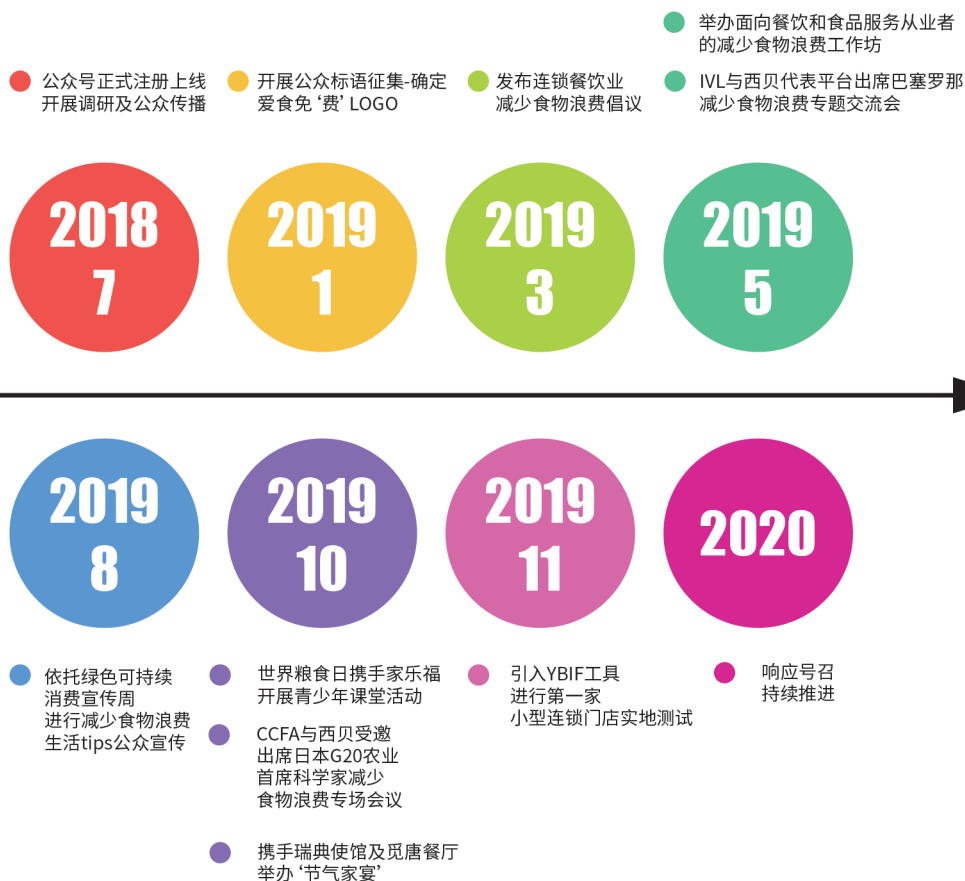 公众号正式注册上线
开展调研及公众传播
开展公众标语征集-确定
爱食免‘费’LOGO
发布连锁餐饮业
减少食物浪费倡议
举办面向餐饮和食品服务从业者
的减少食物浪费工作坊
IVL与西贝代表平台出席巴塞罗那
减少食物浪费专题交流会
2018
7
2019
1
2019
3
2019
5
2019
8
2019
10
2019
11
2020
依托绿色可持续
消费宣传周
进行减少食物浪费
生活tips公众宣传
世界粮食日携手家乐福
开展青少年课堂活动
CCFA与西贝受邀
出席日本G20农业
首席科学家减少
食物浪费专场会议
携手瑞典使馆及觅唐餐厅
举办‘节气家宴’
引入YBIF工具
进行第一家
小型连锁门店实地测试
响应号召
持续推进